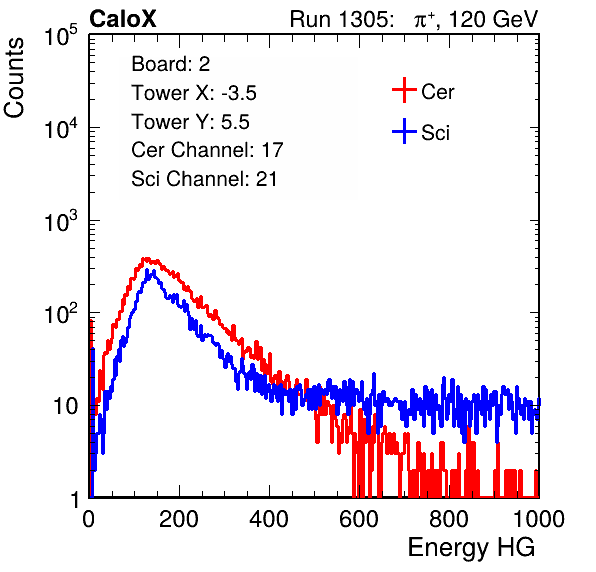 CaloX Run 1305: π⁺, 120 GeV
Counts
10⁵
10⁴
10³
10²
10
1
Board: 2
Tower X: -3.5
Tower Y: 5.5
Cer Channel: 17
Sci Channel: 21
Cer
Sci
0 200 400 600 800 1000
Energy HG